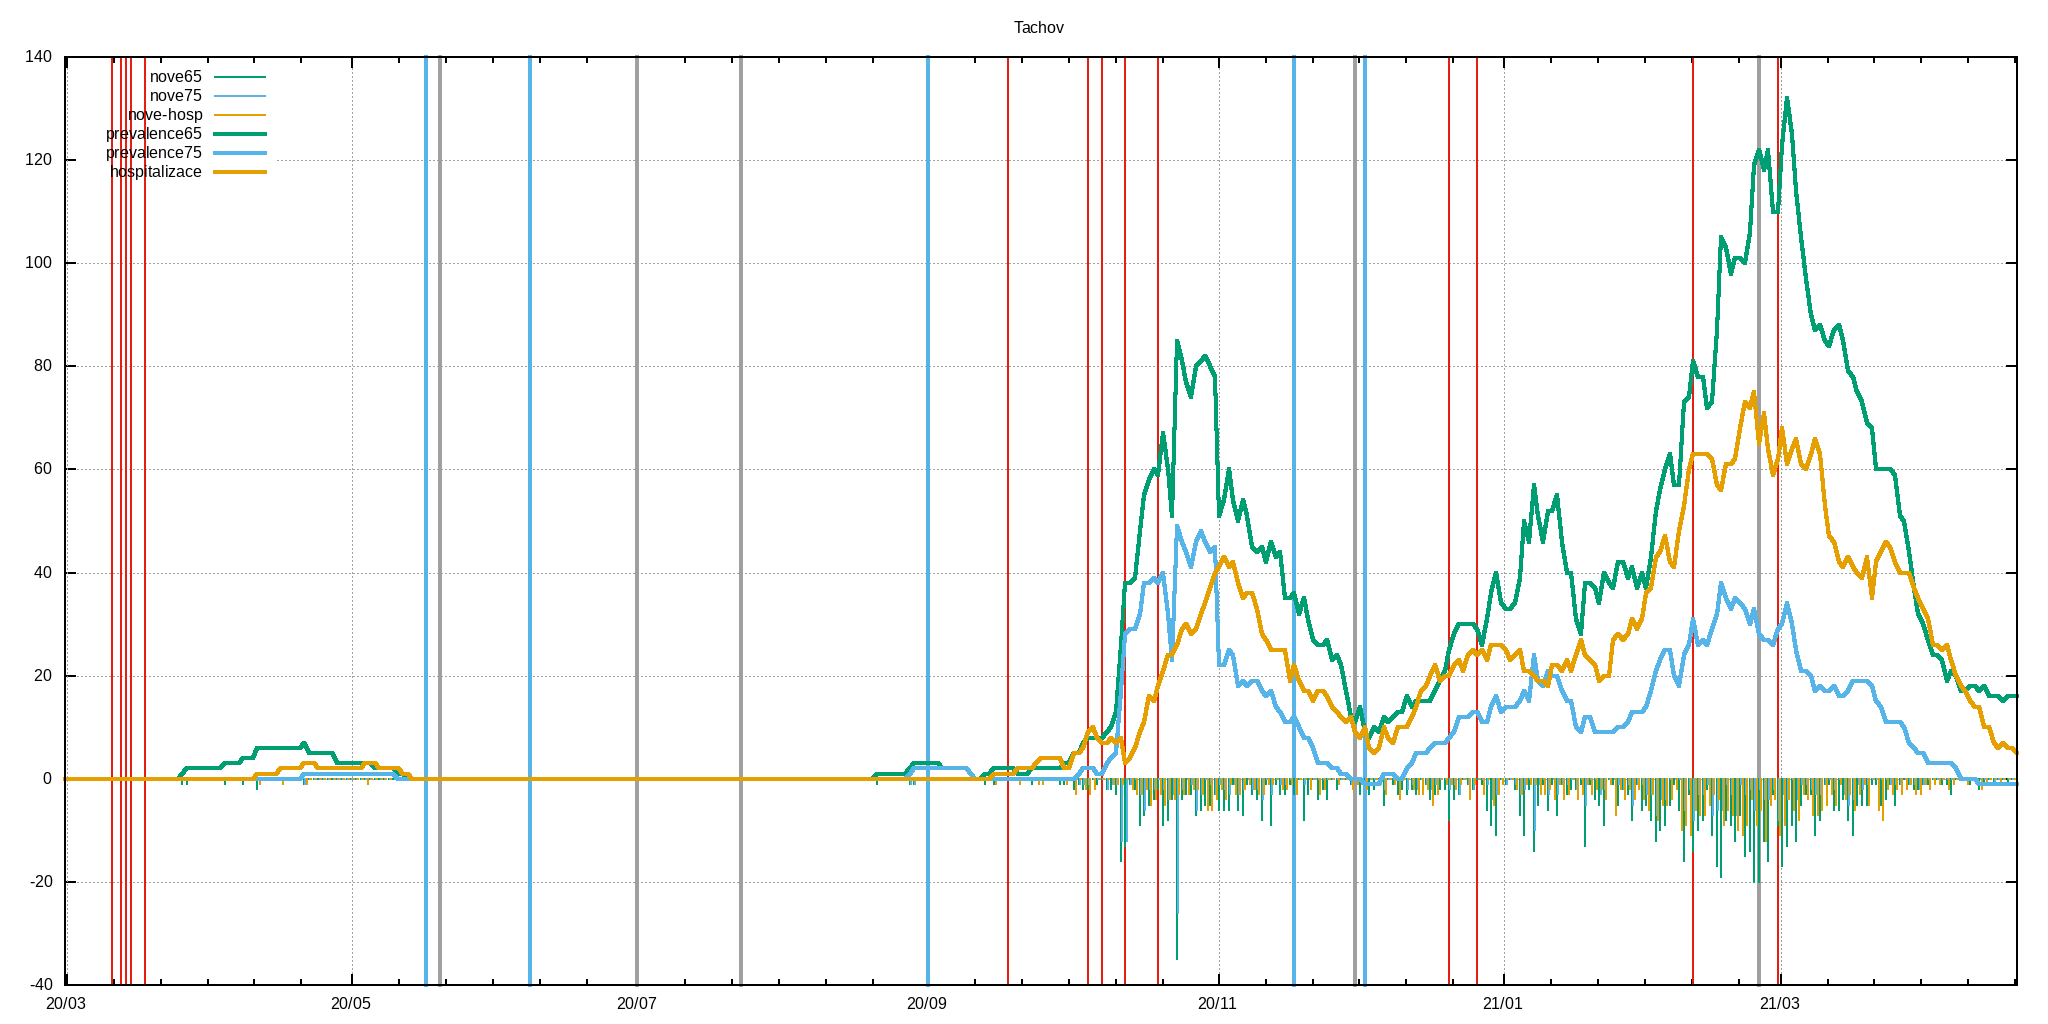 Tachov
140
120
100
80
60
40
20
0
-20
-40
nove65
nove75
nove-hosp
prevalence65
prevalence75
hospitalizace
20/03 20/05 20/07 20/09 20/11 21/01 21/03